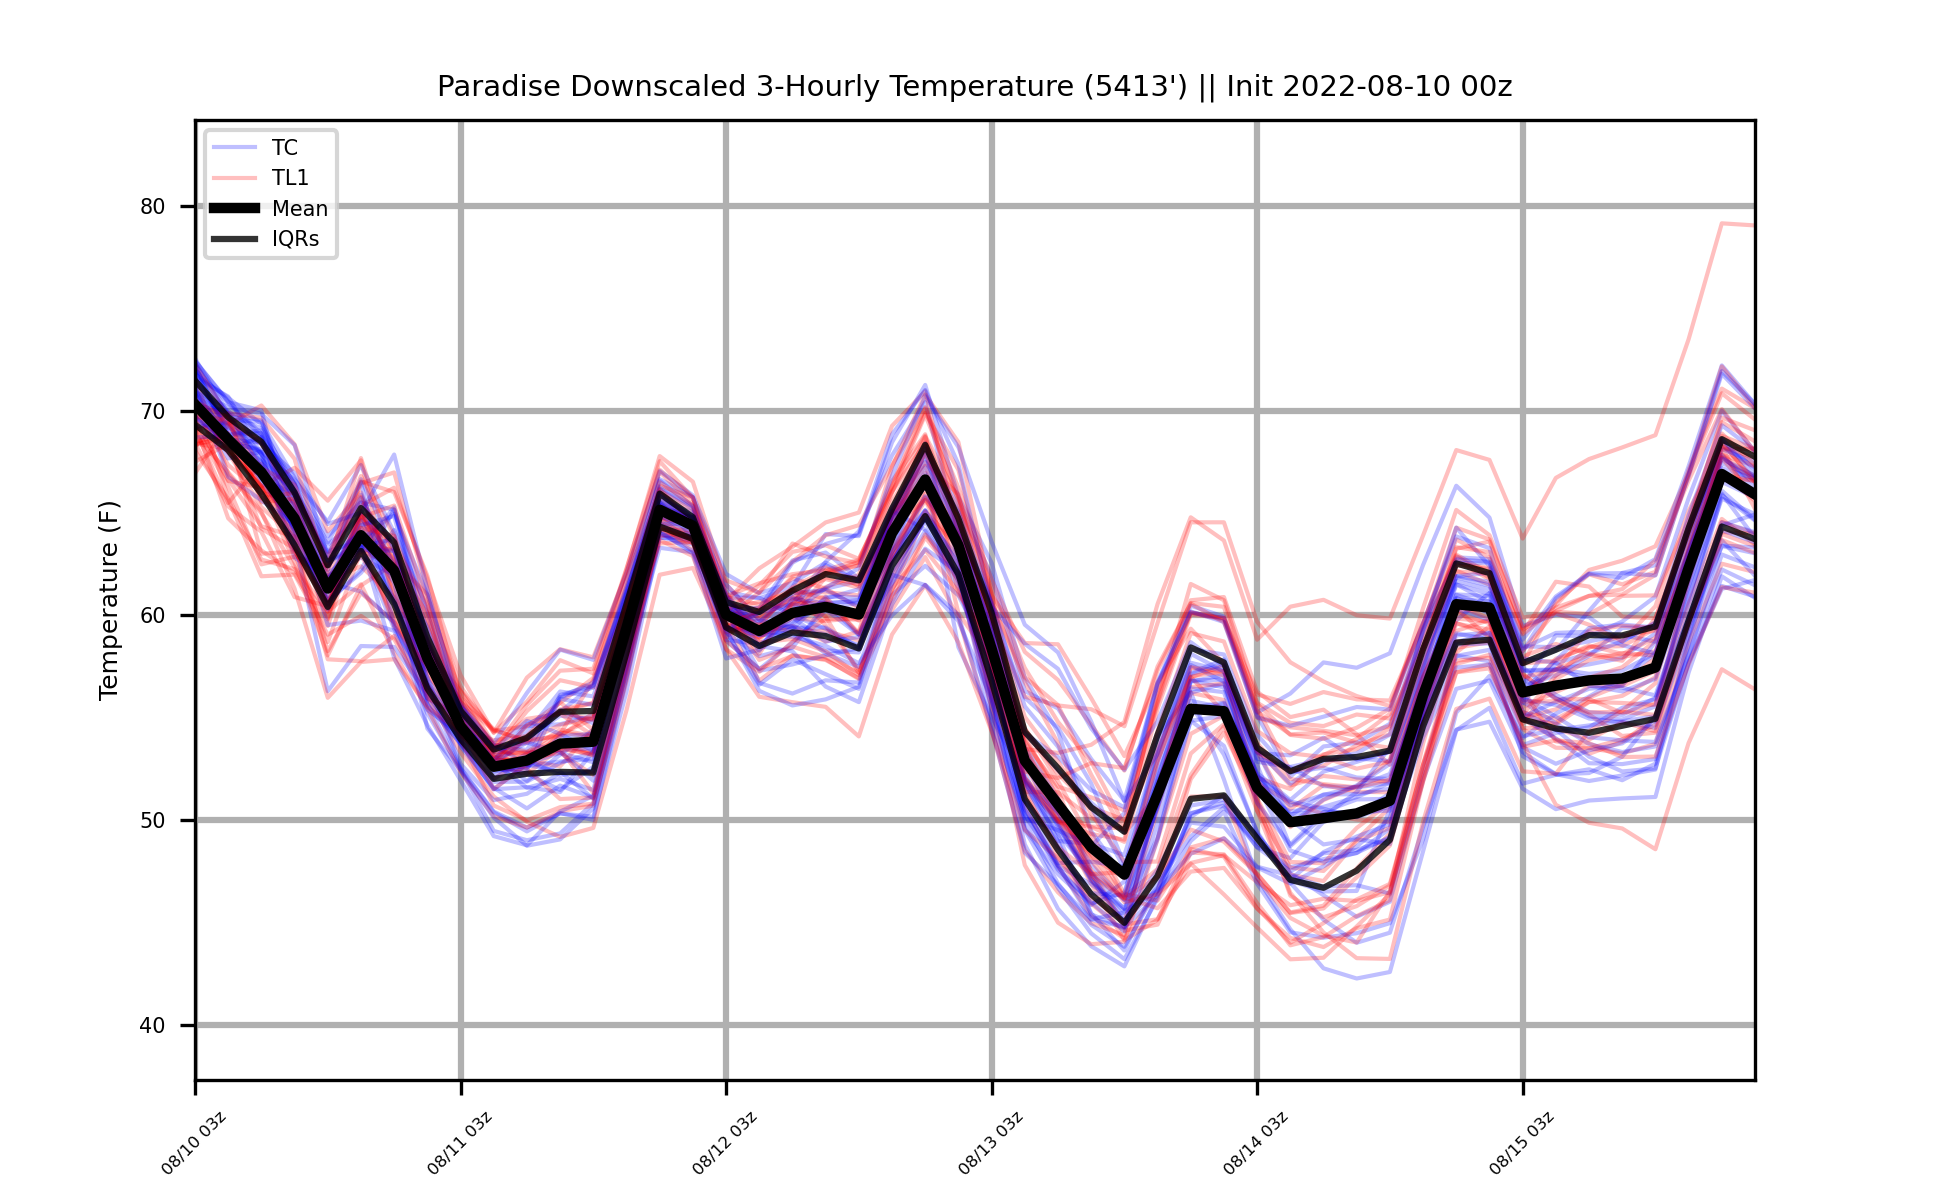 Paradise Downscaled 3-Hourly Temperature (5413') || Init 2022-08-10 00z
TC
TL1
Mean
IQRs
Temperature (F)
80
70
60
50
40
08/10 03z
08/11 03z
08/12 03z
08/13 03z
08/14 03z
08/15 03z